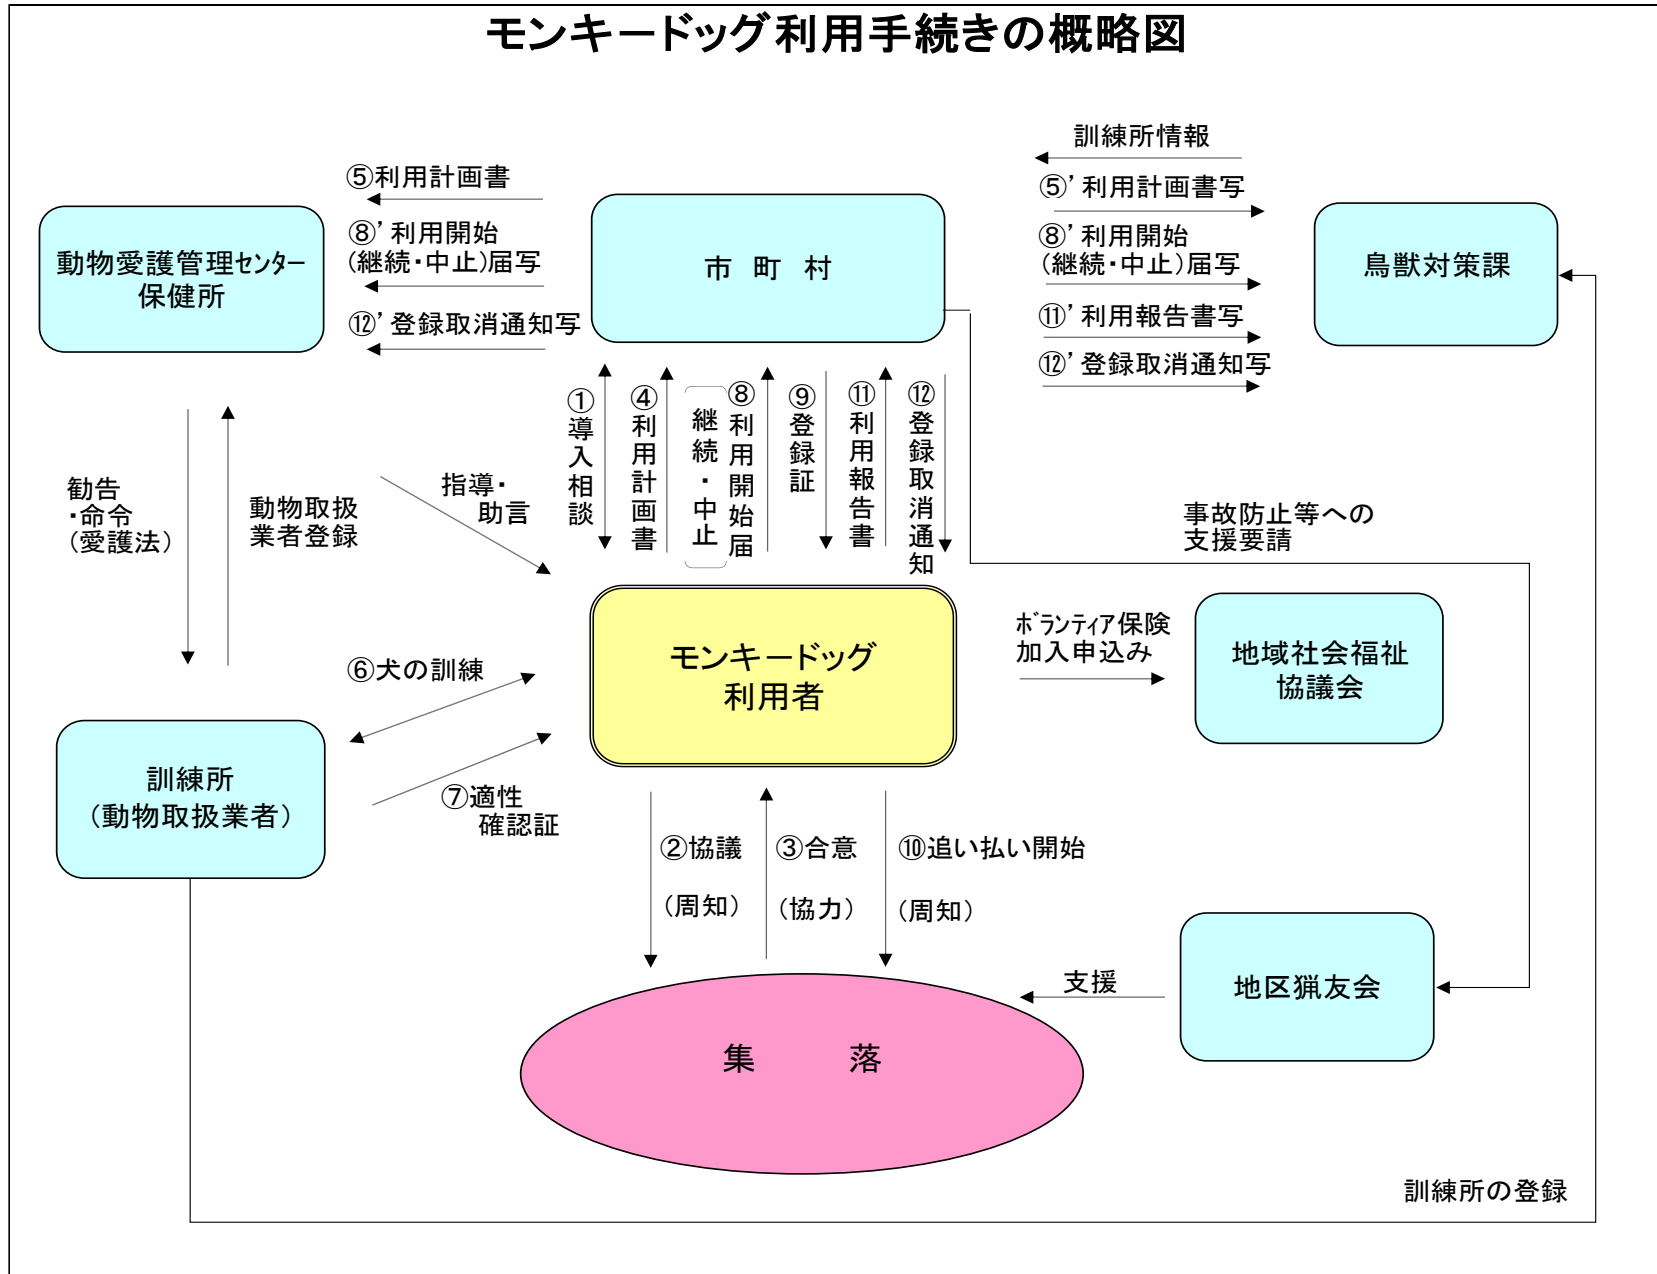 モンキードッグ利用手続きの概略図
訓練所情報
⑤利用計画書
⑤’利用計画書写
⑧’利用開始
(継続・中止)届写
⑧’利用開始
(継続・中止)届写
動物愛護管理センター
保健所
市 町 村
鳥獣対策課
⑫’登録取消通知写
⑪’利用報告書写
⑫’登録取消通知写
①導入相談
④利用計画書
継続・中止
⑧利用開始届
⑨登録証
⑪利用報告書
⑫登録取消通知
勧告
・命令
(愛護法)
動物取扱
業者登録
指導・
助言
事故防止等への
支援要請
モンキードッグ
利用者
ボランティア保険
加入申込み
地域社会福祉
協議会
⑥犬の訓練
訓練所
(動物取扱業者)
⑦適性
確認証
②協議
(周知)
③合意
(協力)
⑩追い払い開始
(周知)
支援
地区猟友会
集 落
訓練所の登録